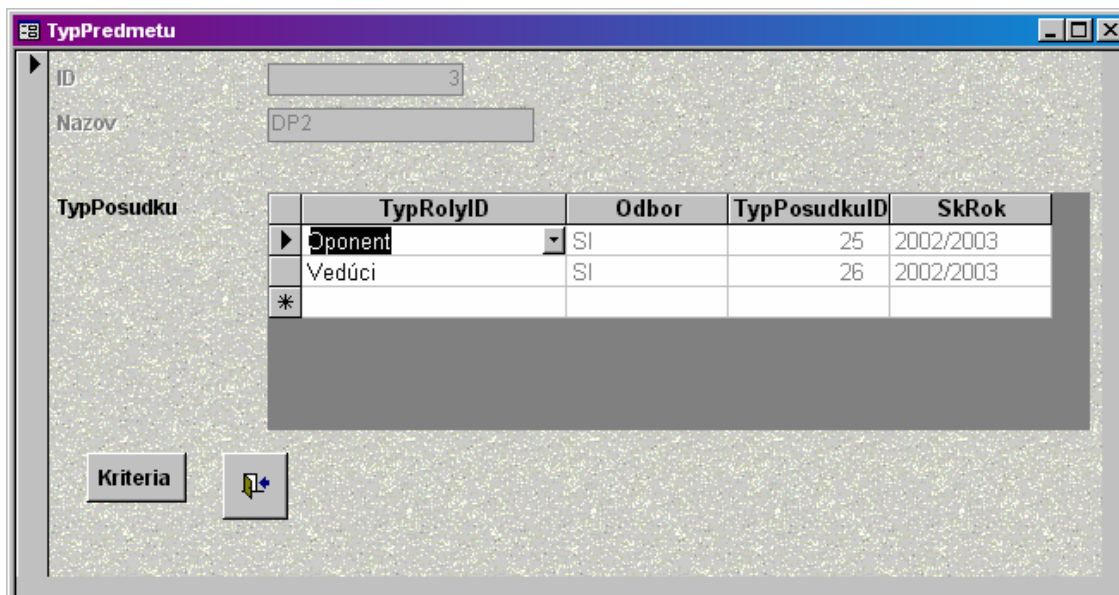 TypPredmetu
ID 3
Nazov DP2
TypPosudku TypRolyID Odbor TypPosudkuID SkRok
Oponent SI 25 2002/2003
Vedúci SI 26 2002/2003
Kriteria